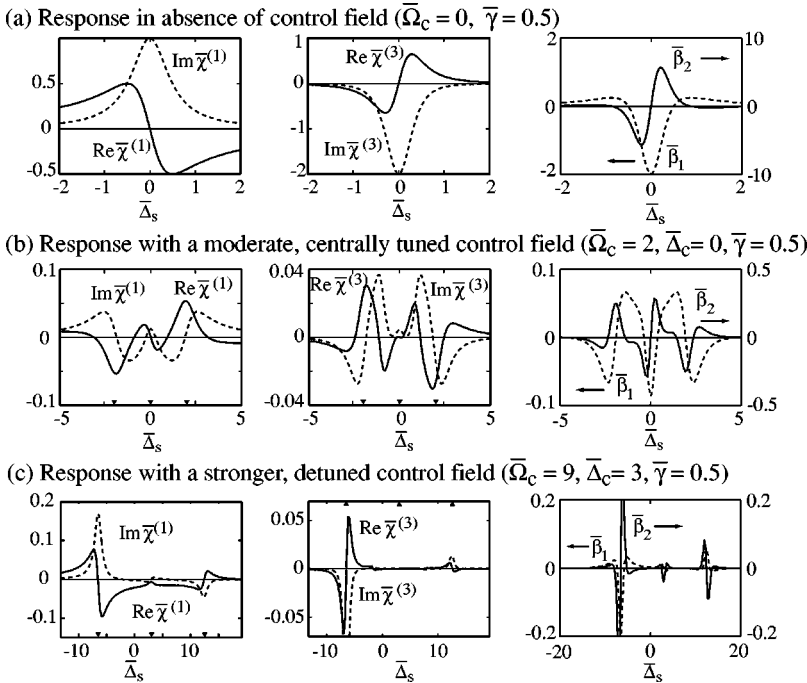 (a) Response in absence of control field (Ω̄c = 0, γ̄ = 0.5)
1 0.5 0 -0.5
Im χ̄(1)
Re χ̄(1)
-2 -1 0 1 2
Δ̄s
1 0 -1 -2
Re χ̄(3)
Im χ̄(3)
-2 -1 0 1 2
Δ̄s
2 0 -2
β̄2
β̄1
10 0 -10
-2 0 2
Δ̄s
(b) Response with a moderate, centrally tuned control field (Ω̄c = 2, Δ̄c = 0, γ̄ = 0.5)
0.1 0 -0.1
Im χ̄(1)
Re χ̄(1)
-5 0 5
Δ̄s
0.04 0 -0.04
Re χ̄(3)
Im χ̄(3)
-5 0 5
Δ̄s
0.1 0 -0.1
β̄2
β̄1
0.5 0 -0.5
-5 0 5
Δ̄s
(c) Response with a stronger, detuned control field (Ω̄c = 9, Δ̄c = 3, γ̄ = 0.5)
0.2 0.1 0 -0.1
Im χ̄(1)
Re χ̄(1)
-10 0 10
Δ̄s
0.05 0 -0.05
Re χ̄(3)
Im χ̄(3)
-10 0 10
Δ̄s
0.2 0 -0.2
β̄1
β̄2
0.2 0 -0.2
-20 0 20
Δ̄s